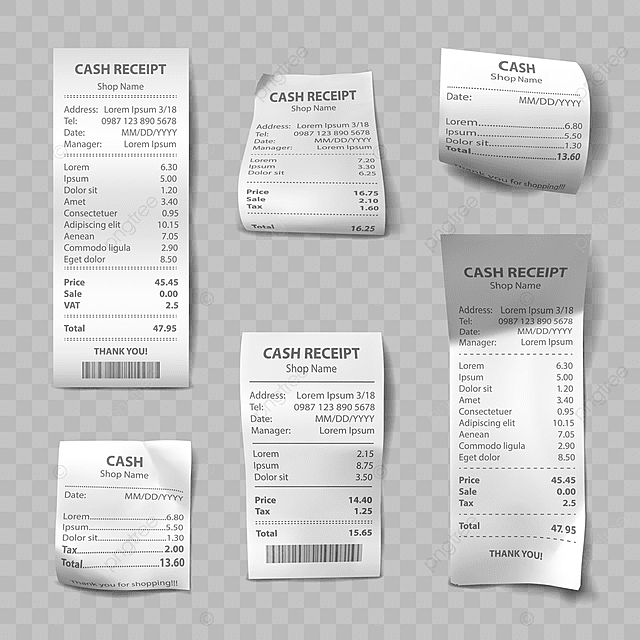 CASH RECEIPT
Shop Name
Address: Lorem Ipsum 3/18
Tel: 0987 123 890 5678
Date: MM/DD/YYYY
Manager: Lorem Ipsum
Lorem 6.30
Ipsum 5.00
Dolor sit 1.20
Amet 3.40
Consectetuer 0.95
Adipiscing elit 10.15
Aenean 7.05
Commodo ligula 2.90
Eget dolor 8.50
Price 45.45
Sale 0.00
VAT 2.5
Total 47.95
THANK YOU!
CASH RECEIPT
Shop Name
Address: Lorem Ipsum 3/18
Tel: 0987 123 890 5678
Date: MM/DD/YYYY
Manager: Lorem Ipsum
Lorem 7.20
Ipsum 3.30
Dolor sit 6.25
Price 16.75
Sale 2.10
Tax 1.60
Total 16.25
CASH
Shop Name
Date: MM/DD/YYYY
Lorem 6.80
Ipsum 5.50
Dolor sit 1.30
Total 13.60
Thank you for shopping!!!
CASH
Shop Name
Date: MM/DD/YYYY
Lorem 6.80
Ipsum 5.50
Dolor sit 1.30
Tax 2.00
Total 13.60
Thank you for shopping!!!
CASH RECEIPT
Shop Name
Address: Lorem Ipsum 3/18
Tel: 0987 123 890 5678
Date: MM/DD/YYYY
Manager: Lorem Ipsum
Lorem 2.15
Ipsum 8.75
Dolor sit 3.50
Price 14.40
Tax 1.25
Total 15.65
CASH RECEIPT
Shop Name
Address: Lorem Ipsum 3/18
Tel: 0987 123 890 5678
Date: MM/DD/YYYY
Manager: Lorem Ipsum
Lorem 6.30
Ipsum 5.00
Dolor sit 1.20
Amet 3.40
Consectetuer 0.95
Adipiscing elit 10.15
Aenean 7.05
Commodo ligula 2.90
Eget dolor 8.50
Price 45.45
Sale 0.00
Tax 2.5
Total 47.95
THANK YOU!
pngtree